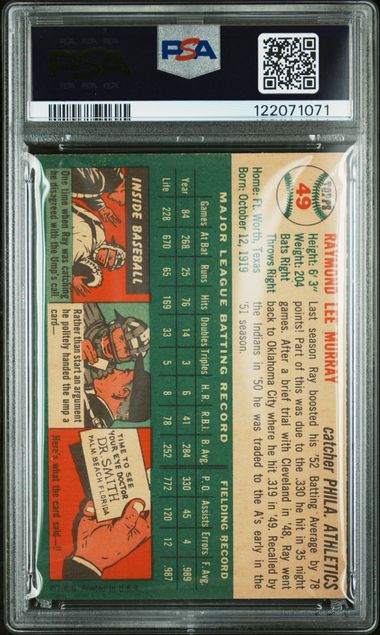 PSA
122071071
TOPPS
49
RAYMOND LEE MURRAY
catcher PHILA. ATHLETICS
Height: 6' 3"
Weight: 204
Bats Right
Throws Right
Home: Ft. Worth, Texas
Born: October 12, 1919
Last season Ray boosted his '52 Batting Average by 78
points! Part of this was due to the .330 he hit in 35 night
games. After a brief trial with Cleveland in '48, Ray went
back to Oklahoma City where he hit .319 in '49. Recalled by
the Indians in '50 he was traded to the A's early in the
'51 season.
MAJOR LEAGUE BATTING RECORD FIELDING RECORD
Games At Bat Runs Hits Doubles Triples H.R. R.B.I. B.Avg. P.O. Assists Errors F.Avg.
Year 84 268 25 76 14 3 6 41 .284 330 45 4 .989
Life 228 670 65 169 33 5 8 78 .252 772 120 12 .987
INSIDE BASEBALL
One time when Ray was catching
he disagreed with the Ump's call.
Rather than start an argument
he politely handed the ump a
card—
TIME TO SEE
YOUR EYE DOCTOR
DR. SMITH
PALM BEACH FLORIDA
Here's what the card said—!!